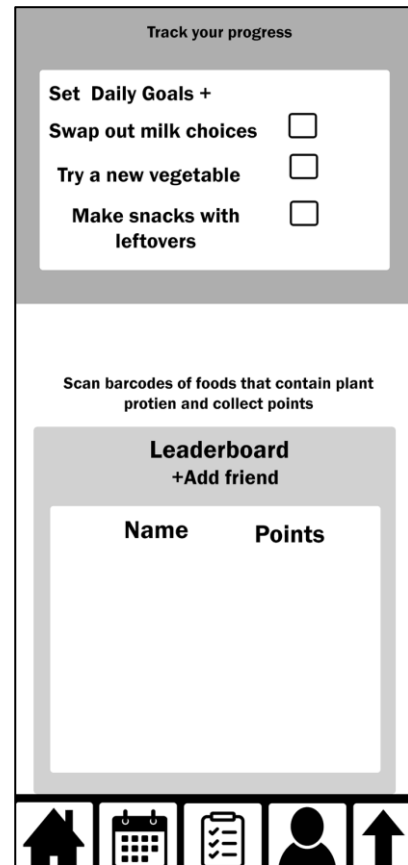 Track your progress
Set Daily Goals +
Swap out milk choices
Try a new vegetable
Make snacks with
leftovers
Scan barcodes of foods that contain plant
protien and collect points
Leaderboard
+Add friend
Name Points